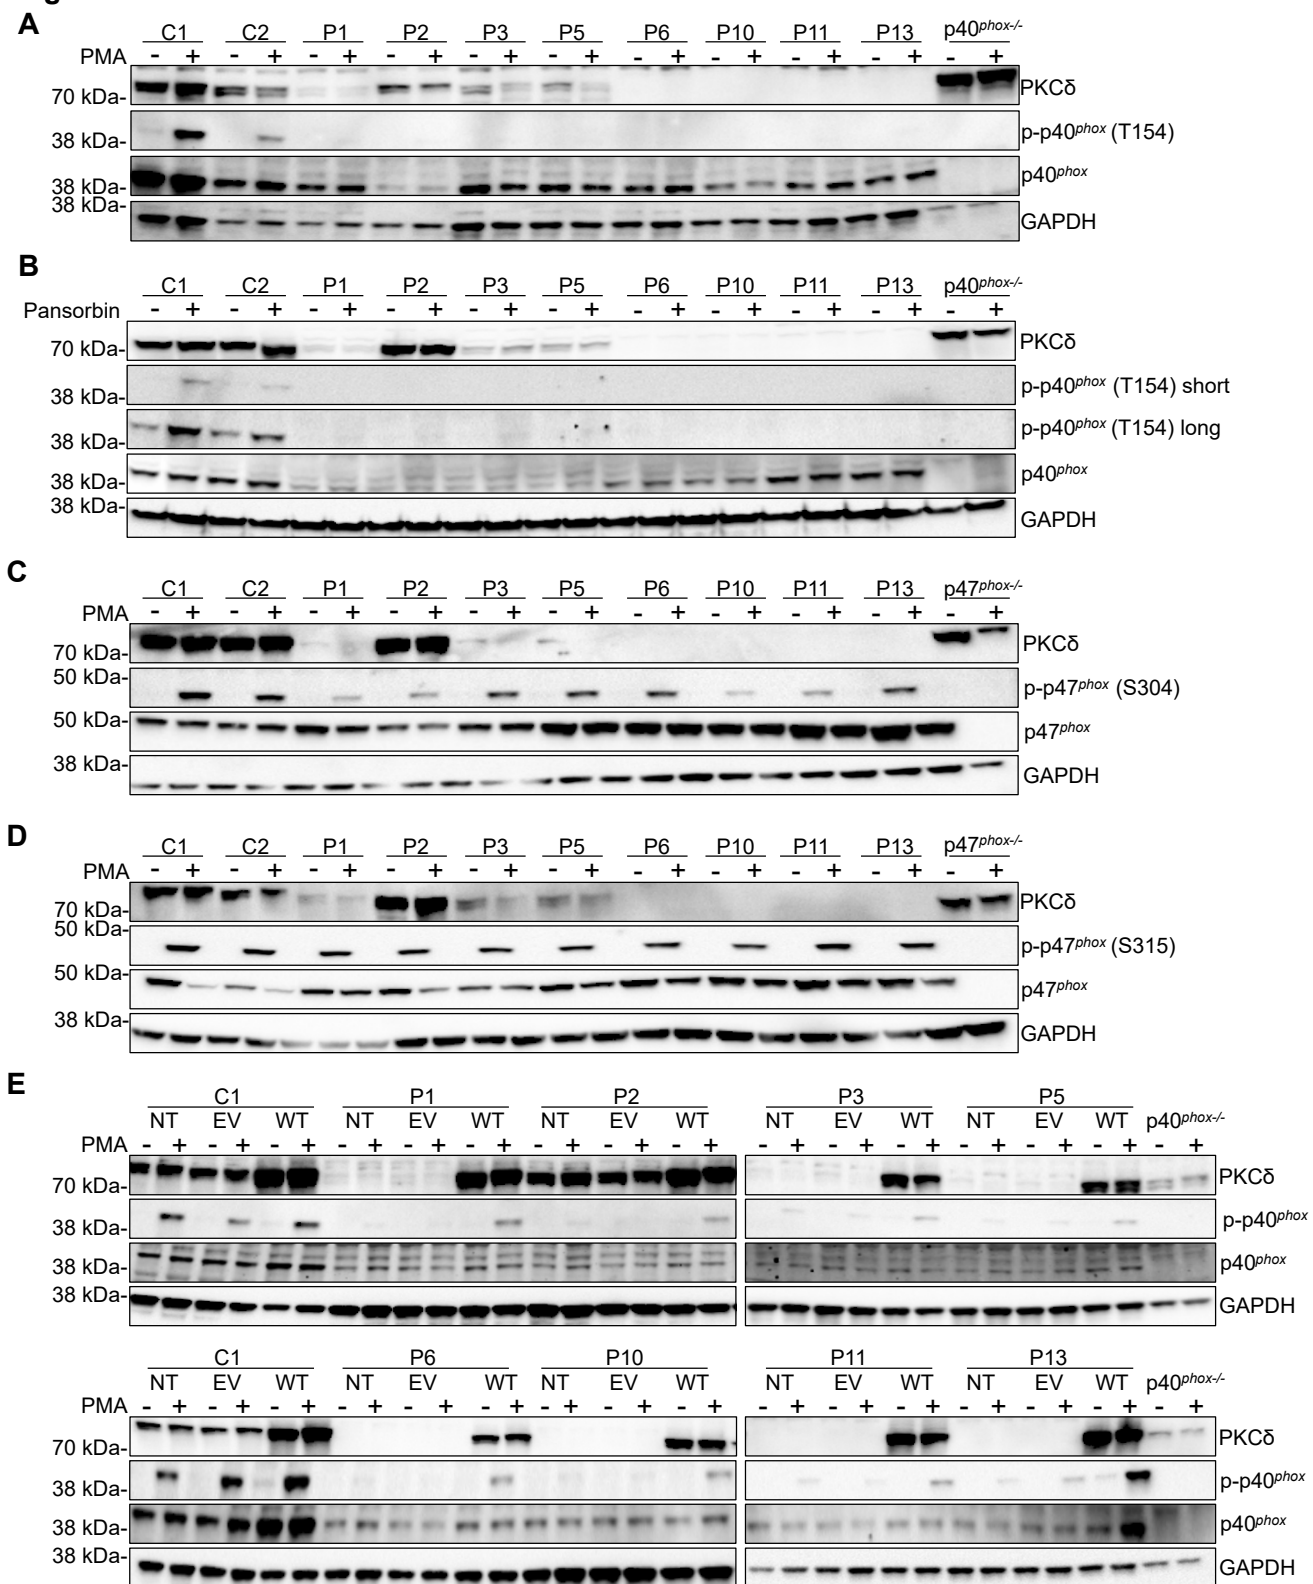 A
C1 C2 P1 P2 P3 P5 P6 P10 P11 P13 p40phox-/-
PMA - + - + - + - + - + - + - + - + - + - + - +
70 kDa- PKCδ
38 kDa- p-p40phox (T154)
38 kDa- p40phox
38 kDa- GAPDH
B
C1 C2 P1 P2 P3 P5 P6 P10 P11 P13 p40phox-/-
Pansorbin - + - + - + - + - + - + - + - + - + - + - +
70 kDa- PKCδ
38 kDa- p-p40phox (T154) short
38 kDa- p-p40phox (T154) long
38 kDa- p40phox
38 kDa- GAPDH
C
C1 C2 P1 P2 P3 P5 P6 P10 P11 P13 p47phox-/-
PMA - + - + - + - + - + - + - + - + - + - + - +
70 kDa- PKCδ
50 kDa- p-p47phox (S304)
50 kDa- p47phox
38 kDa- GAPDH
D
C1 C2 P1 P2 P3 P5 P6 P10 P11 P13 p47phox-/-
PMA - + - + - + - + - + - + - + - + - + - + - +
70 kDa- PKCδ
50 kDa- p-p47phox (S315)
50 kDa- p47phox
38 kDa- GAPDH
E
C1 P1 P2 P3 P5
NT EV WT NT EV WT NT EV WT NT EV WT NT EV WT p40phox-/-
PMA - + - + - + - + - + - + - + - + - + - + - + - + - + - + - + - +
70 kDa- PKCδ
38 kDa- p-p40phox
38 kDa- p40phox
38 kDa- GAPDH
C1 P6 P10 P11 P13
NT EV WT NT EV WT NT EV WT NT EV WT NT EV WT p40phox-/-
PMA - + - + - + - + - + - + - + - + - + - + - + - + - + - + - + - +
70 kDa- PKCδ
38 kDa- p-p40phox
38 kDa- p40phox
38 kDa- GAPDH